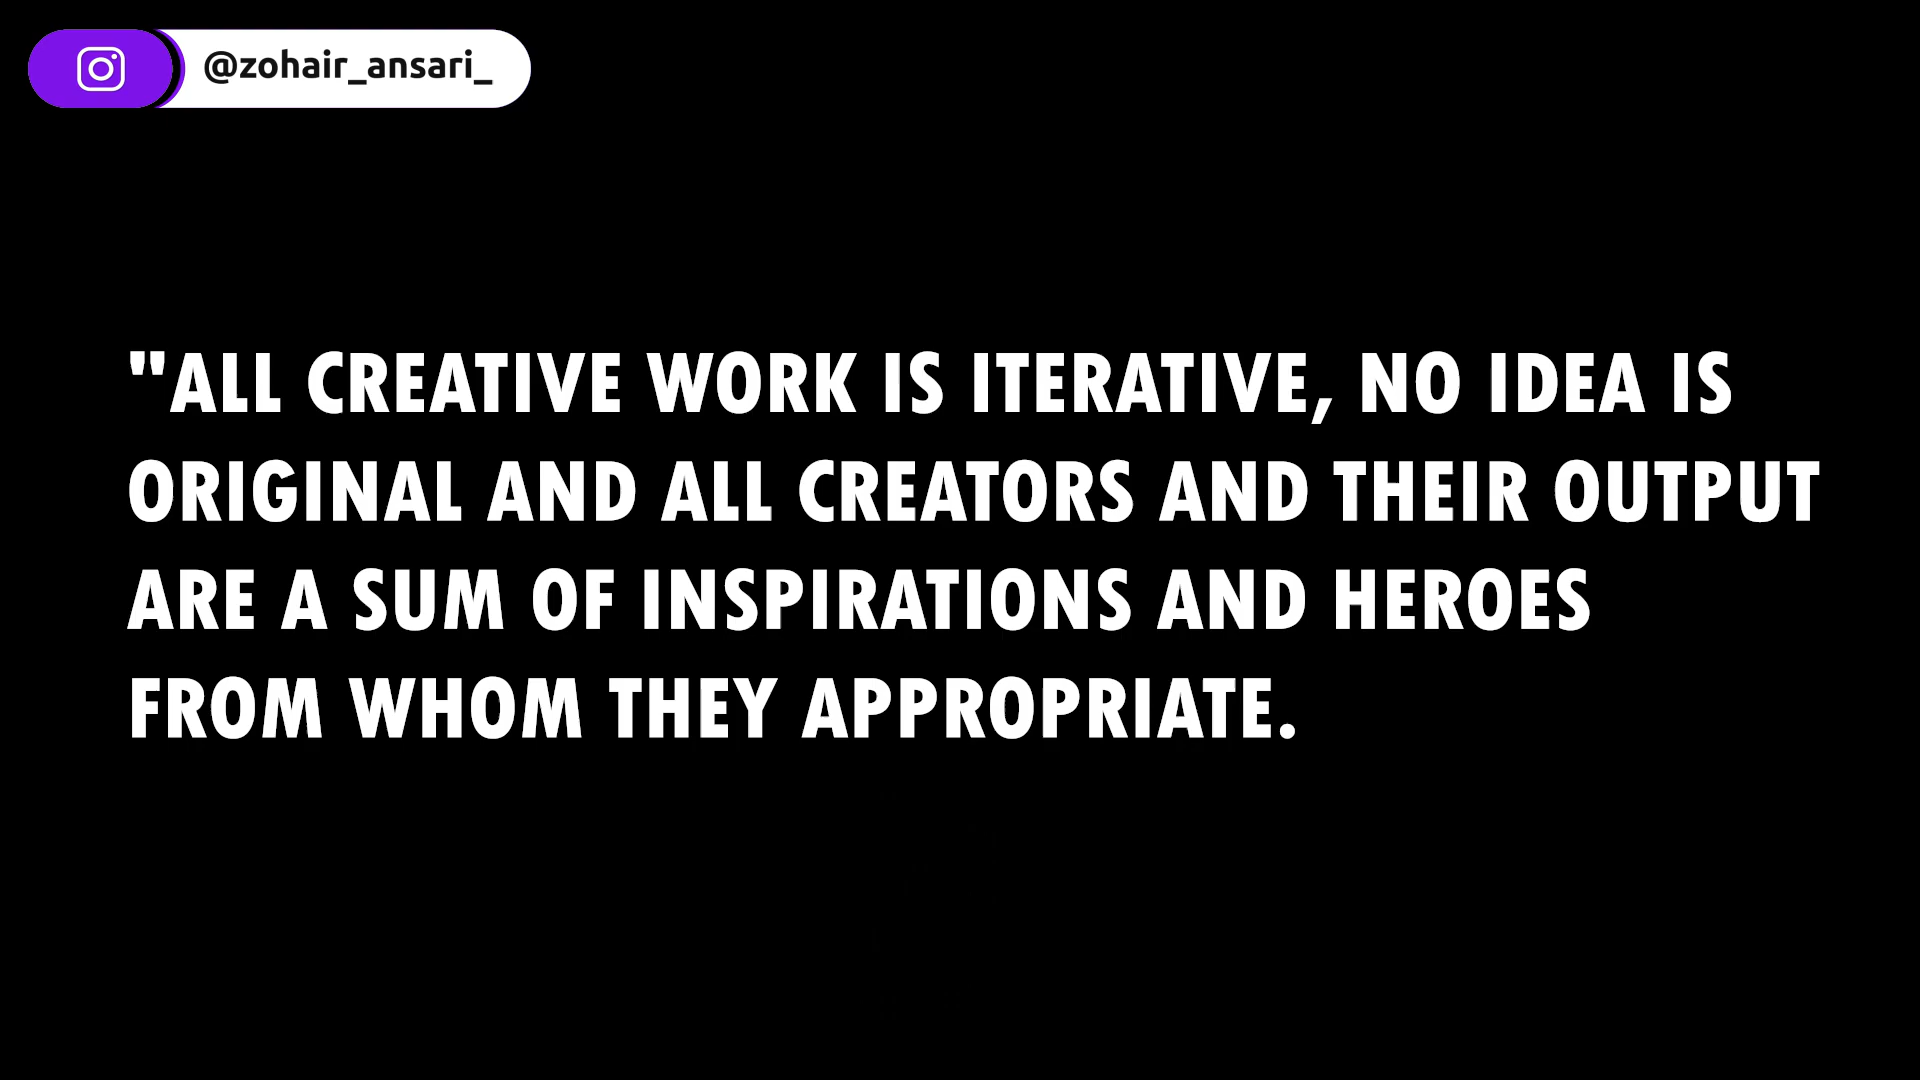 @zohair_ansari_
"ALL CREATIVE WORK IS ITERATIVE, NO IDEA IS
ORIGINAL AND ALL CREATORS AND THEIR OUTPUT
ARE A SUM OF INSPIRATIONS AND HEROES
FROM WHOM THEY APPROPRIATE.